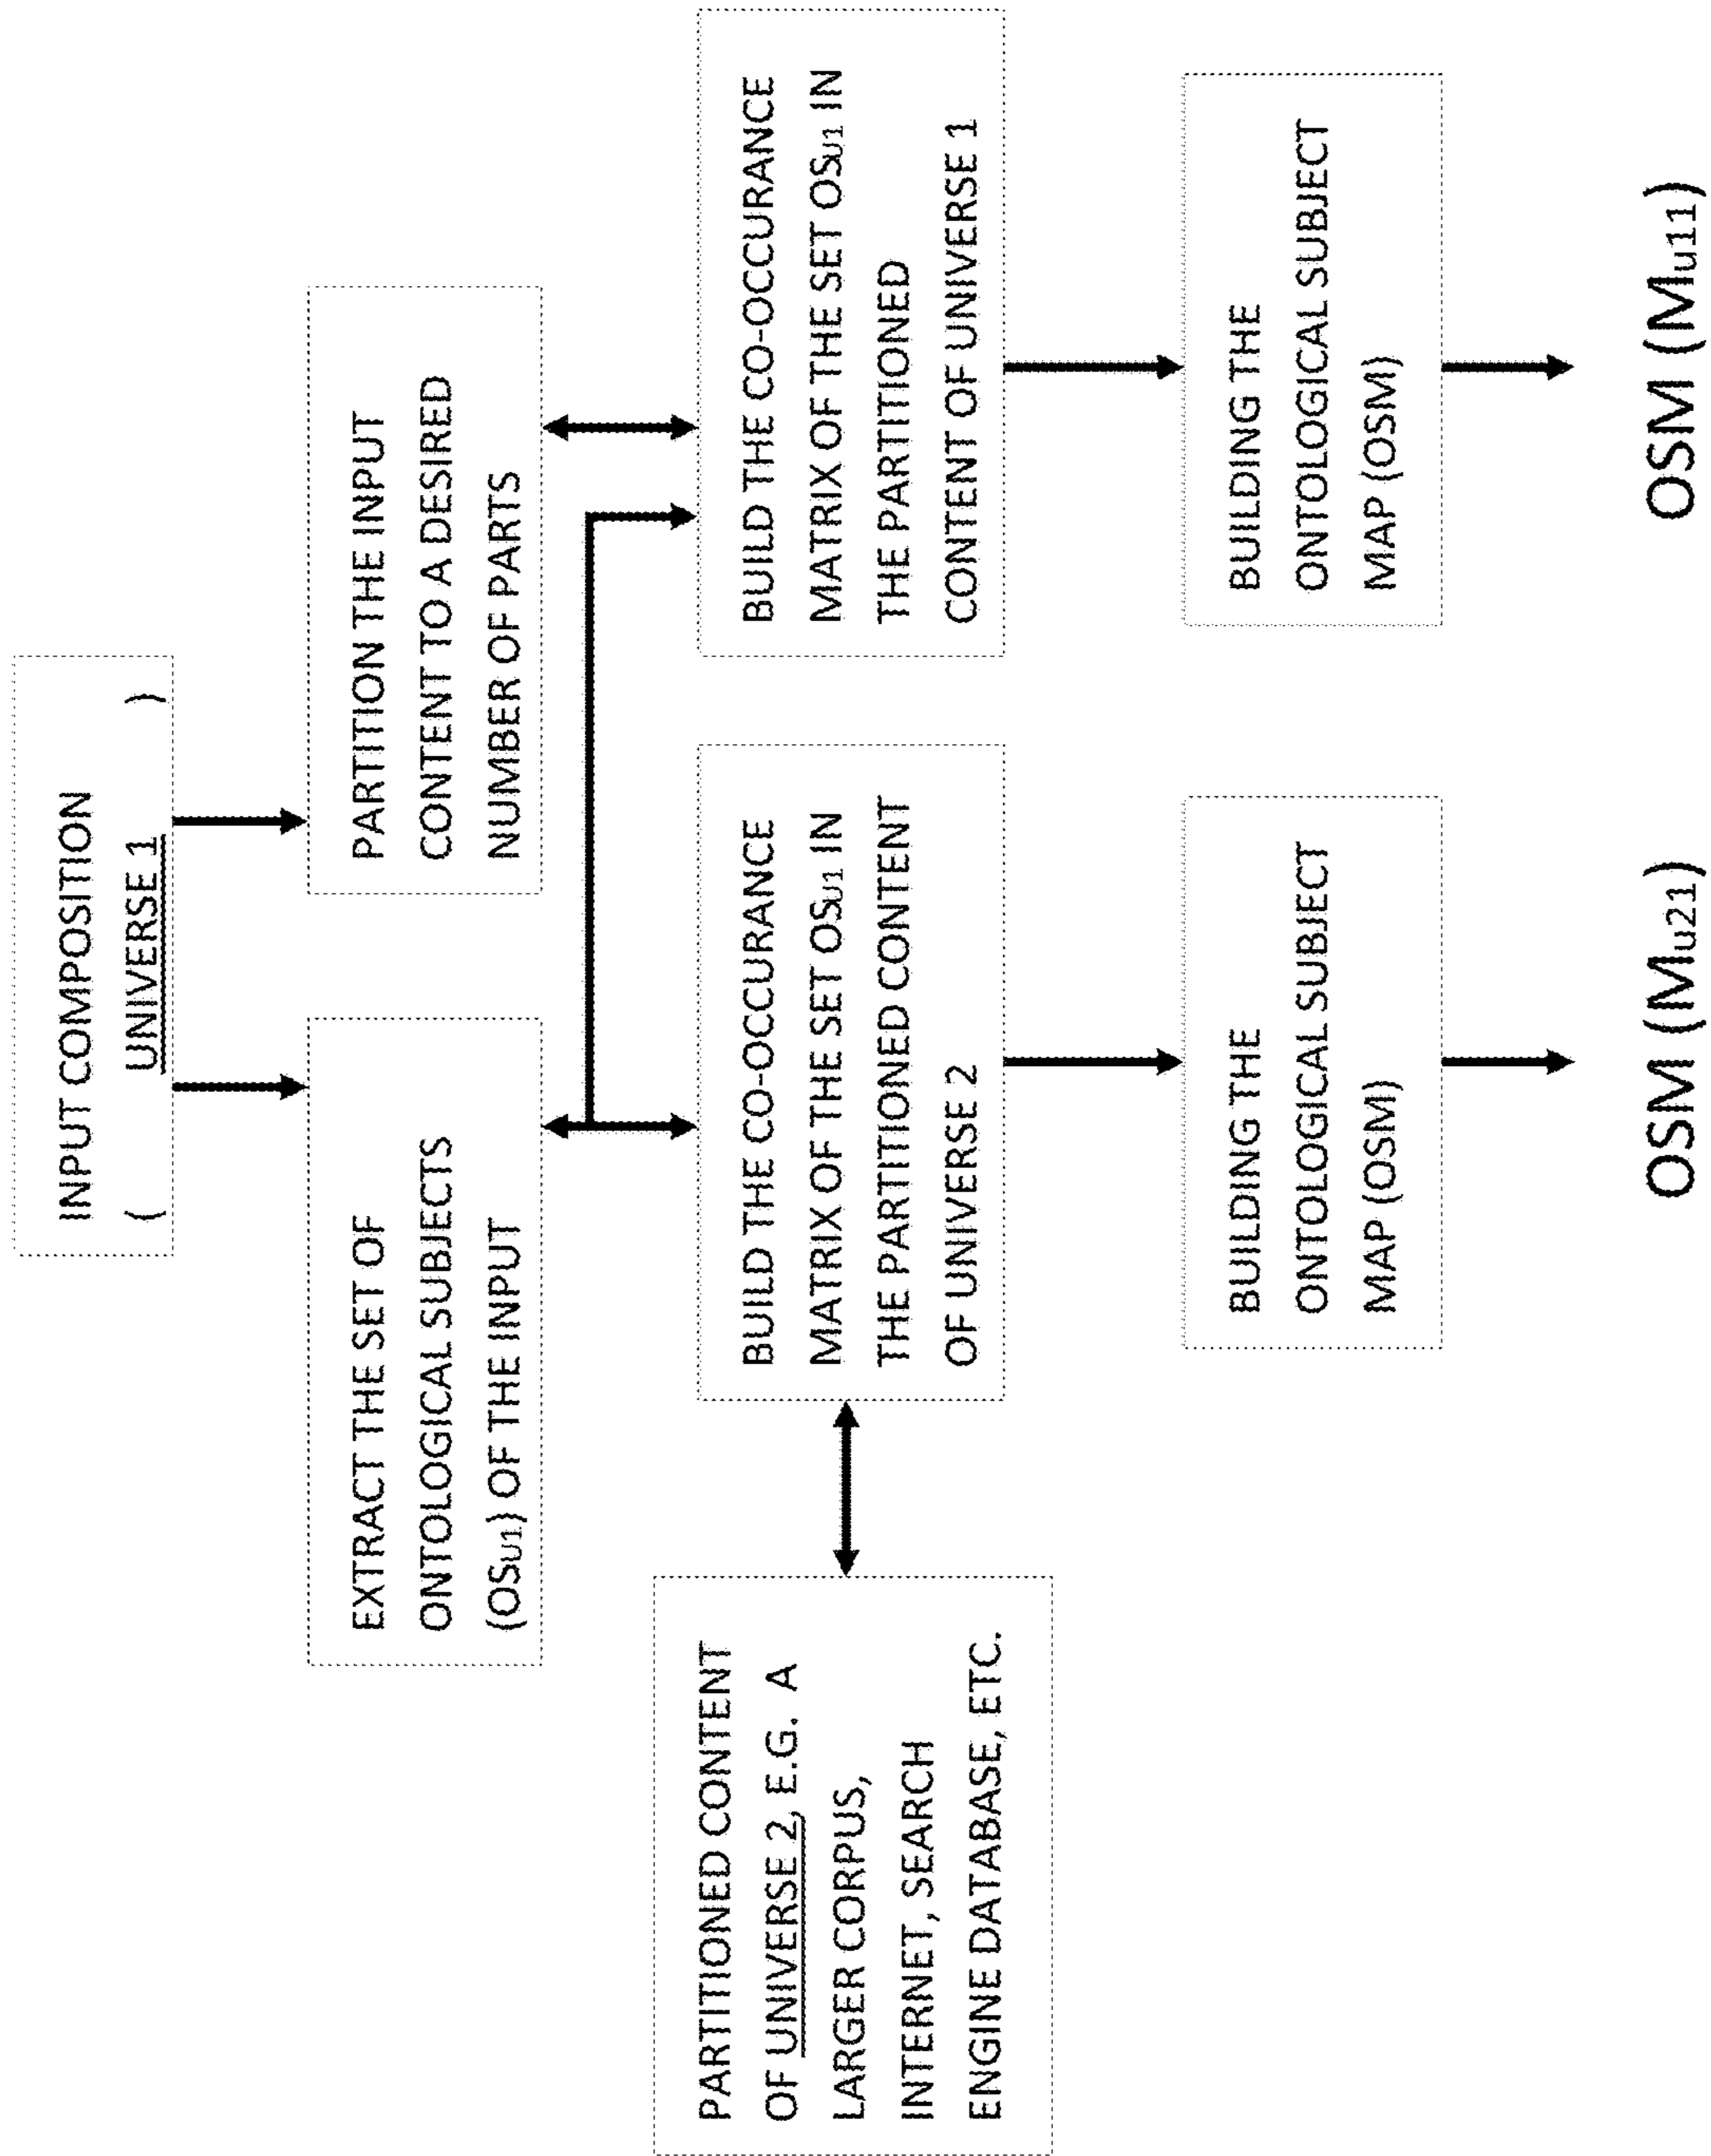 INPUT COMPOSITION
( UNIVERSE 1 )
EXTRACT THE SET OF
ONTOLOGICAL SUBJECTS
(OSU1) OF THE INPUT
PARTITION THE INPUT
CONTENT TO A DESIRED
NUMBER OF PARTS
PARTITIONED CONTENT
OF UNIVERSE 2, E.G. A
LARGER CORPUS,
INTERNET, SEARCH
ENGINE DATABASE, ETC.
BUILD THE CO-OCCURANCE
MATRIX OF THE SET OSU1 IN
THE PARTITIONED CONTENT
OF UNIVERSE 2
BUILD THE CO-OCCURANCE
MATRIX OF THE SET OSU1 IN
THE PARTITIONED
CONTENT OF UNIVERSE 1
BUILDING THE
ONTOLOGICAL SUBJECT
MAP (OSM)
BUILDING THE
ONTOLOGICAL SUBJECT
MAP (OSM)
OSM (Mu21)
OSM (Mu11)